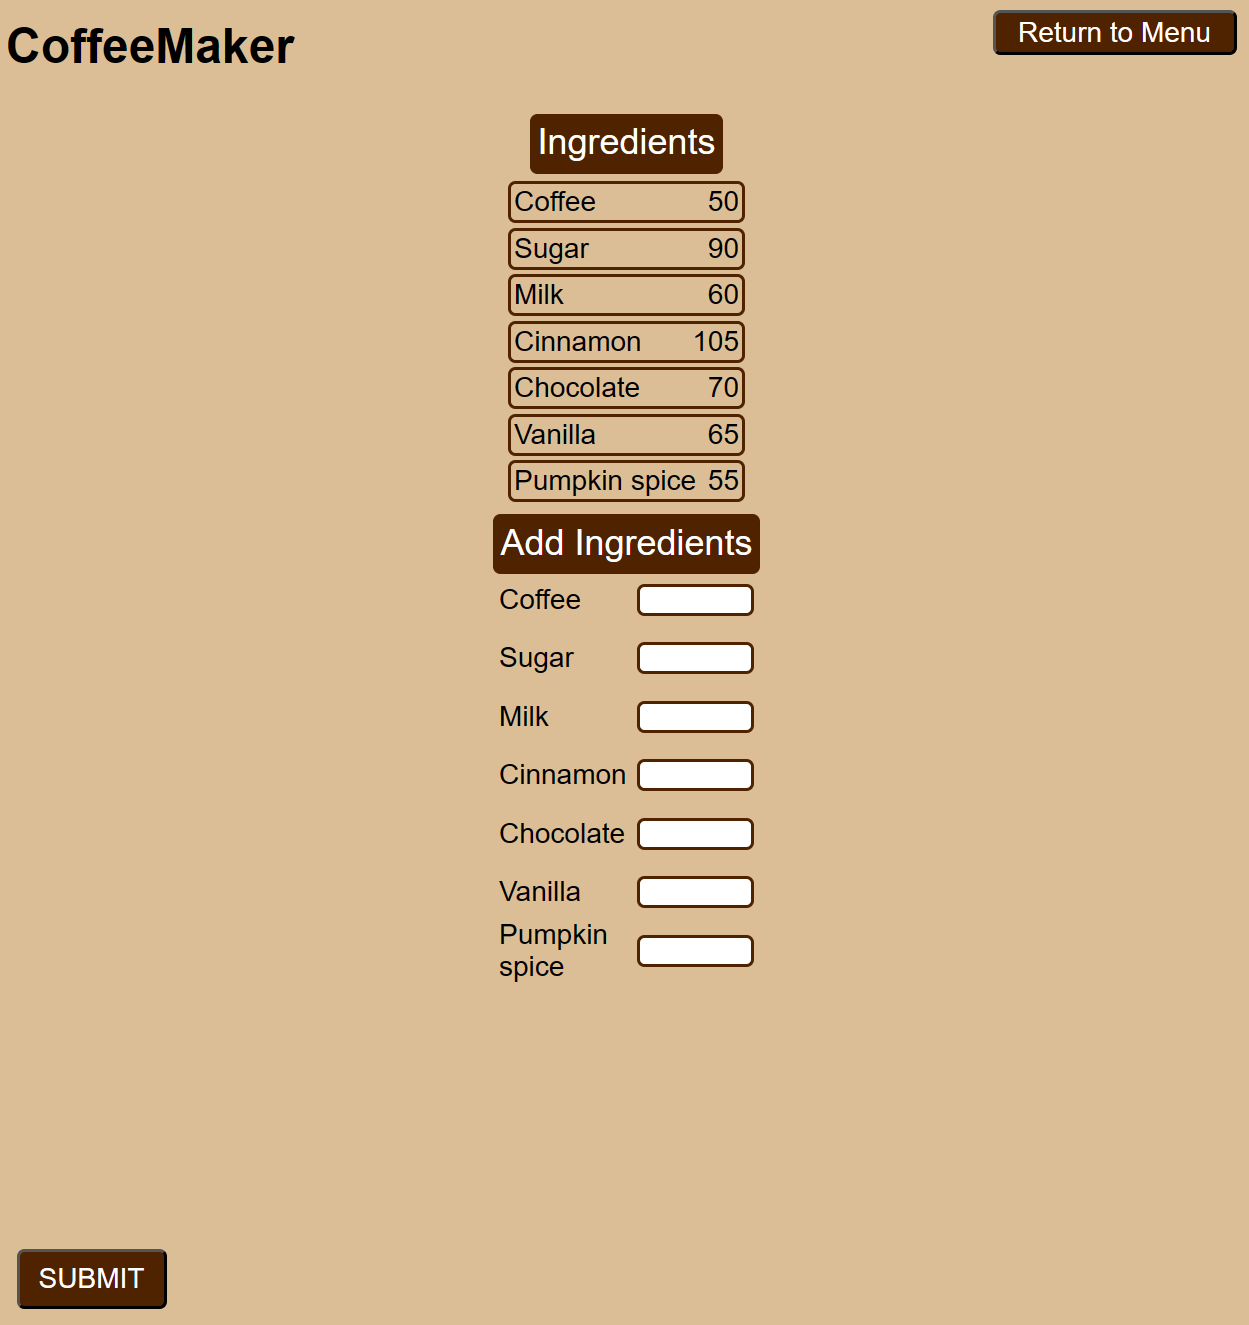 CoffeeMaker
Return to Menu
Ingredients
Coffee 50
Sugar 90
Milk 60
Cinnamon 105
Chocolate 70
Vanilla 65
Pumpkin spice 55
Add Ingredients
Coffee
Sugar
Milk
Cinnamon
Chocolate
Vanilla
Pumpkin
spice
SUBMIT